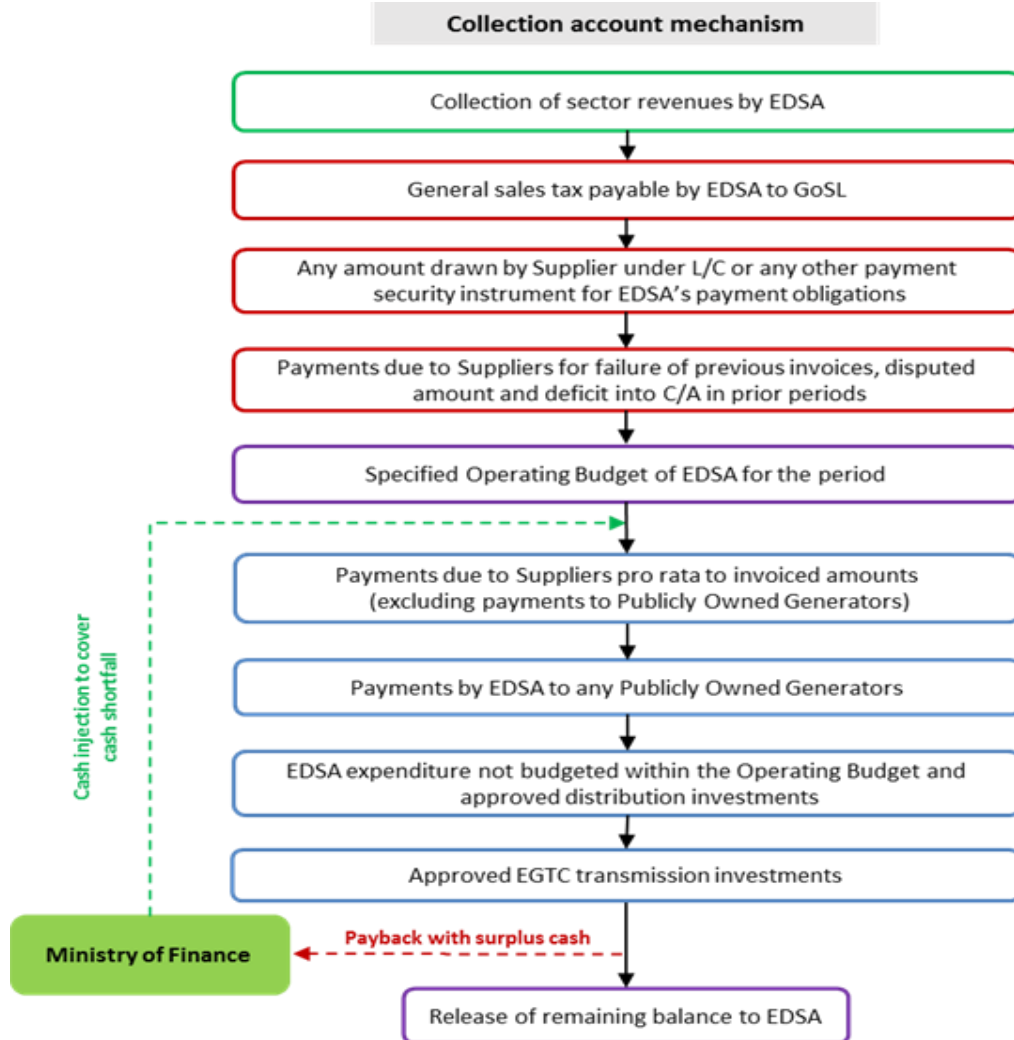 Collection account mechanism
Collection of sector revenues by EDSA
General sales tax payable by EDSA to GoSL
Any amount drawn by Supplier under L/C or any other payment
security instrument for EDSA’s payment obligations
Payments due to Suppliers for failure of previous invoices, disputed
amount and deficit into C/A in prior periods
Specified Operating Budget of EDSA for the period
Payments due to Suppliers pro rata to invoiced amounts
(excluding payments to Publicly Owned Generators)
Payments by EDSA to any Publicly Owned Generators
EDSA expenditure not budgeted within the Operating Budget and
approved distribution investments
Approved EGTC transmission investments
Cash injection to cover
cash shortfall
Ministry of Finance
Payback with surplus cash
Release of remaining balance to EDSA